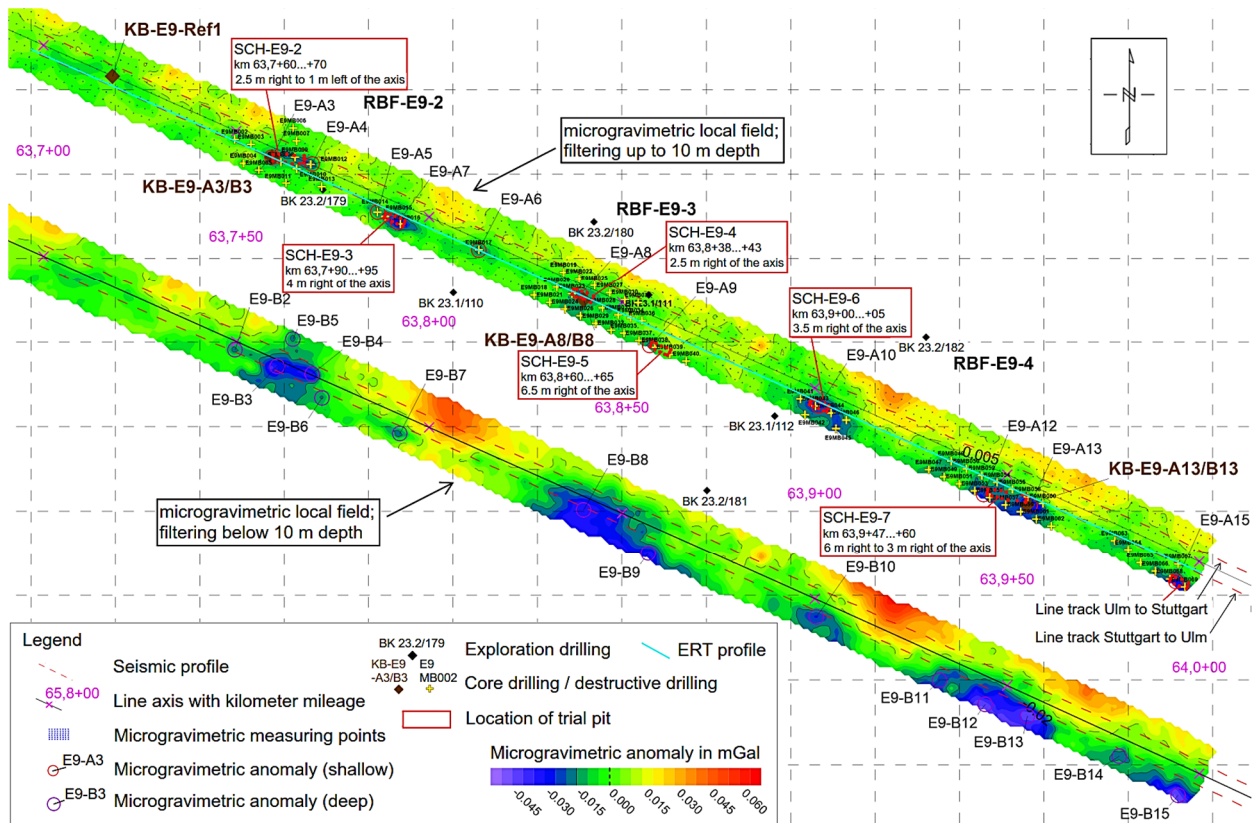 KB-E9-Ref1
SCH-E9-2
km 63,7+60...+70
2.5 m right to 1 m left of the axis
RBF-E9-2
E9-A3
E9-A4
E9-A5
E9-A7
E9-A6
microgravimetric local field;
filtering up to 10 m depth
N
63,7+00
KB-E9-A3/B3
BK 23.2/179
E9MB002
E9MB003
E9MB004
E9MB006
E9MB007
E9MB011
E9MB012
E9MB013
E9MB014
E9MB017
63,7+50
SCH-E9-3
km 63,7+90...+95
4 m right of the axis
BK 23.2/180
RBF-E9-3
SCH-E9-4
km 63,8+38...+43
2.5 m right of the axis
E9-A8
E9-A9
BK 23.1/110
BK 23.1/111
63,8+00
KB-E9-A8/B8
SCH-E9-5
km 63,8+60...+65
6.5 m right of the axis
SCH-E9-6
km 63,9+00...+05
3.5 m right of the axis
E9-A10
BK 23.2/182
RBF-E9-4
63,8+50
BK 23.1/112
E9-A12
E9-A13
0.005
KB-E9-A13/B13
E9-A15
63,9+00
SCH-E9-7
km 63,9+47...+60
6 m right to 3 m right of the axis
63,9+50
Line track Ulm to Stuttgart
Line track Stuttgart to Ulm
64,0+00
E9-B2
E9-B5
E9-B4
E9-B7
E9-B3
E9-B6
E9-B8
BK 23.2/181
microgravimetric local field;
filtering below 10 m depth
E9-B9
E9-B10
E9-B11
E9-B12
E9-B13
-0.02
E9-B14
E9-B15
Legend
Seismic profile
65,8+00
Line axis with kilometer mileage
Microgravimetric measuring points
E9-A3
Microgravimetric anomaly (shallow)
E9-B3
Microgravimetric anomaly (deep)
BK 23.2/179
Exploration drilling
ERT profile
KB-E9
-A3/B3
E9
MB002
Core drilling / destructive drilling
Location of trial pit
Microgravimetric anomaly in mGal
-0.045
-0.030
-0.015
0.000
0.015
0.030
0.045
0.060